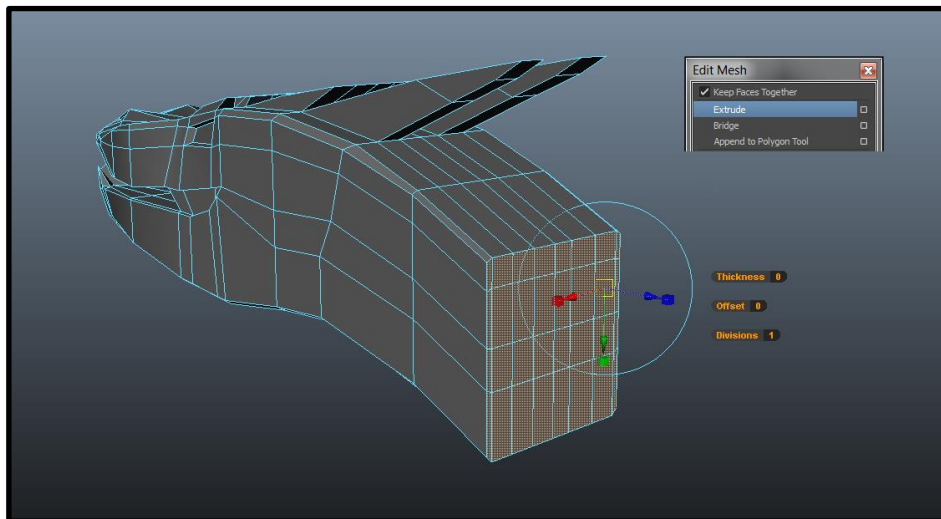 Edit Mesh
Keep Faces Together
Extrude
Bridge
Append to Polygon Tool
Thickness 0
Offset 0
Divisions 1